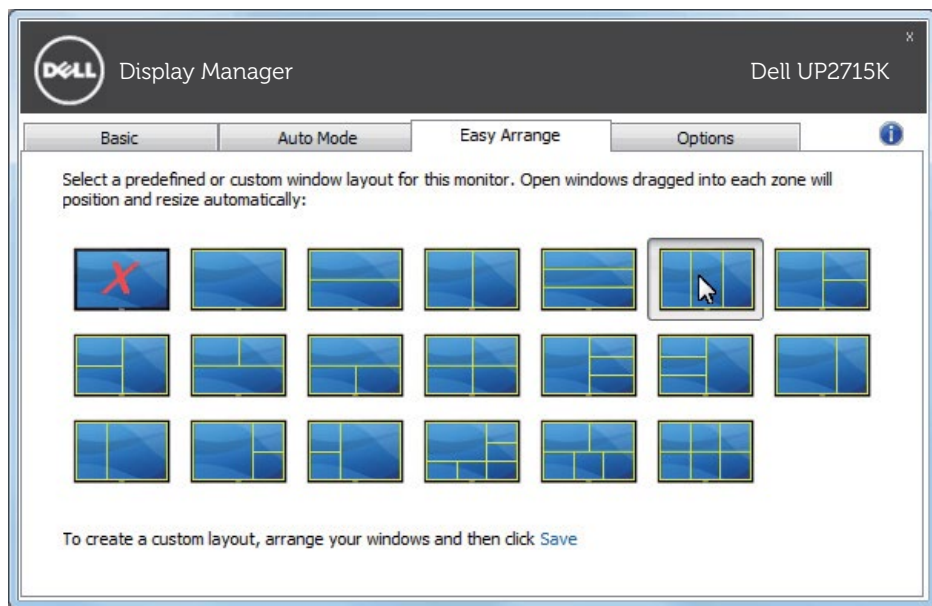 x
DELL Display Manager Dell UP2715K
Basic Auto Mode Easy Arrange Options i
Select a predefined or custom window layout for this monitor. Open windows dragged into each zone will
position and resize automatically:
X
To create a custom layout, arrange your windows and then click Save